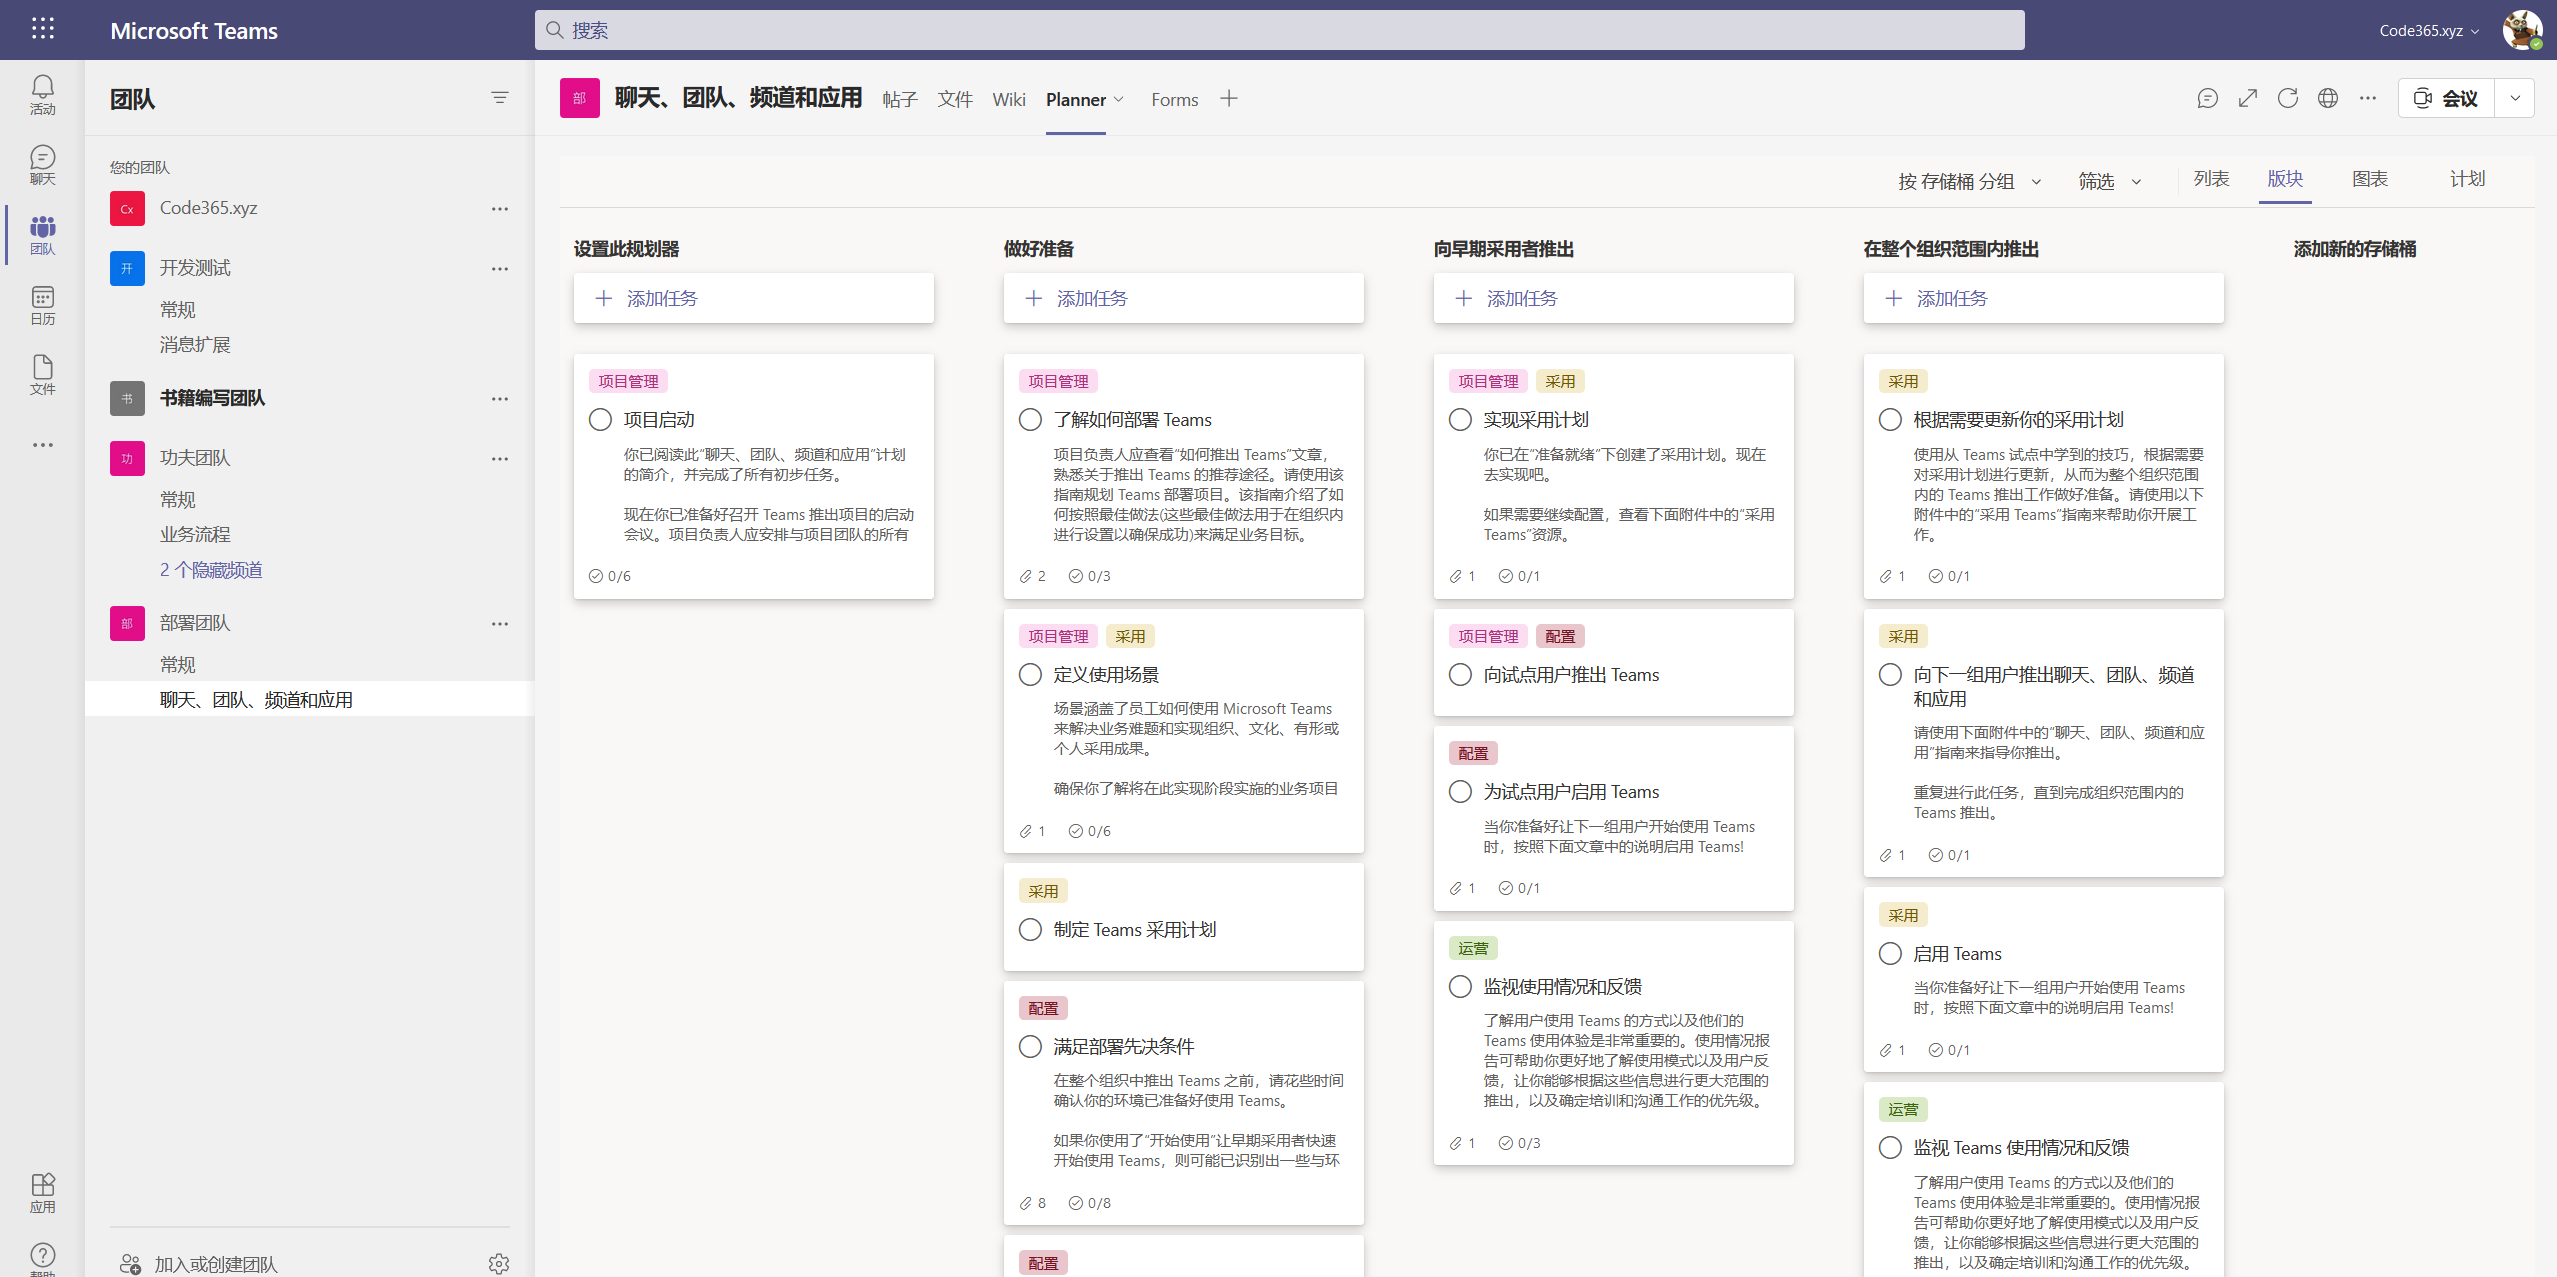 Microsoft Teams
搜索
Code365.xyz
活动
聊天
团队
日历
文件
应用
团队
您的团队
Cx Code365.xyz
开 开发测试
常规
消息扩展
书 书籍编写团队
功 功夫团队
常规
业务流程
2 个隐藏频道
部 部署团队
常规
聊天、团队、频道和应用
加入或创建团队
部 聊天、团队、频道和应用 帖子 文件 Wiki Planner Forms
会议
按 存储桶 分组 筛选 列表 版块 图表 计划
设置此规划器
添加任务
项目管理
项目启动
你已阅读此“聊天、团队、频道和应用”计划
的简介，并完成了所有初步任务。
现在你已准备好召开 Teams 推出项目的启动
会议。项目负责人应安排与项目团队的所有
0/6
做好准备
添加任务
项目管理
了解如何部署 Teams
项目负责人应查看“如何推出 Teams”文章，
熟悉关于推出 Teams 的推荐途径。请使用该
指南规划 Teams 部署项目。该指南介绍了如
何按照最佳做法(这些最佳做法用于在组织内
进行设置以确保成功)来满足业务目标。
2 0/3
项目管理 采用
定义使用场景
场景涵盖了员工如何使用 Microsoft Teams
来解决业务难题和实现组织、文化、有形或
个人采用成果。
确保你了解将在此实现阶段实施的业务项目
1 0/6
采用
制定 Teams 采用计划
配置
满足部署先决条件
在整个组织中推出 Teams 之前，请花些时间
确认你的环境已准备好使用 Teams。
如果你使用了“开始使用”让早期采用者快速
开始使用 Teams，则可能已识别出一些与环
8 0/8
配置
向早期采用者推出
添加任务
项目管理 采用
实现采用计划
你已在“准备就绪”下创建了采用计划。现在
去实现吧。
如果需要继续配置，查看下面附件中的“采用
Teams”资源。
1 0/1
项目管理 配置
向试点用户推出 Teams
配置
为试点用户启用 Teams
当你准备好让下一组用户开始使用 Teams
时，按照下面文章中的说明启用 Teams!
1 0/1
运营
监视使用情况和反馈
了解用户使用 Teams 的方式以及他们的
Teams 使用体验是非常重要的。使用情况报
告可帮助你更好地了解使用模式以及用户反
馈，让你能够根据这些信息进行更大范围的
推出，以及确定培训和沟通工作的优先级。
1 0/3
在整个组织范围内推出
添加任务
采用
根据需要更新你的采用计划
使用从 Teams 试点中学到的技巧，根据需要
对采用计划进行更新，从而为整个组织范围
内的 Teams 推出工作做好准备。请使用以下
附件中的“采用 Teams”指南来帮助你开展工
作。
1 0/1
采用
向下一组用户推出聊天、团队、频道
和应用
请使用下面附件中的“聊天、团队、频道和应
用”指南来指导你推出。
重复进行此任务，直到完成组织范围内的
Teams 推出。
1 0/1
采用
启用 Teams
当你准备好让下一组用户开始使用 Teams
时，按照下面文章中的说明启用 Teams!
1 0/1
运营
监视 Teams 使用情况和反馈
了解用户使用 Teams 的方式以及他们的
Teams 使用体验是非常重要的。使用情况报
告可帮助你更好地了解使用模式以及用户反
馈，让你能够根据这些信息进行更大范围的
推出，以及确定培训和沟通工作的优先级。
添加新的存储桶